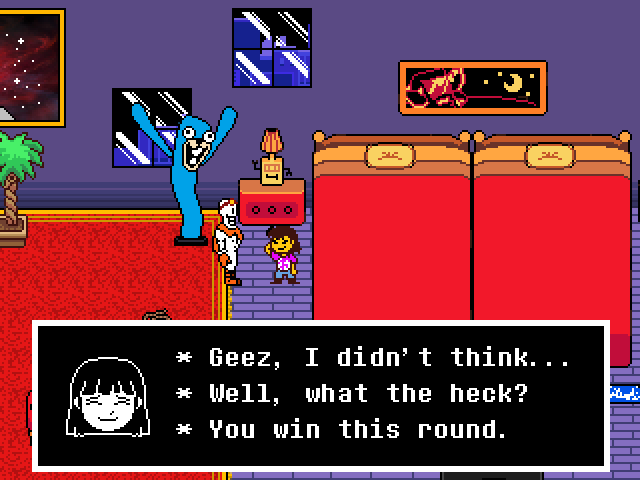 * Geez, I didn't think...
* Well, what the heck?
* You win this round.